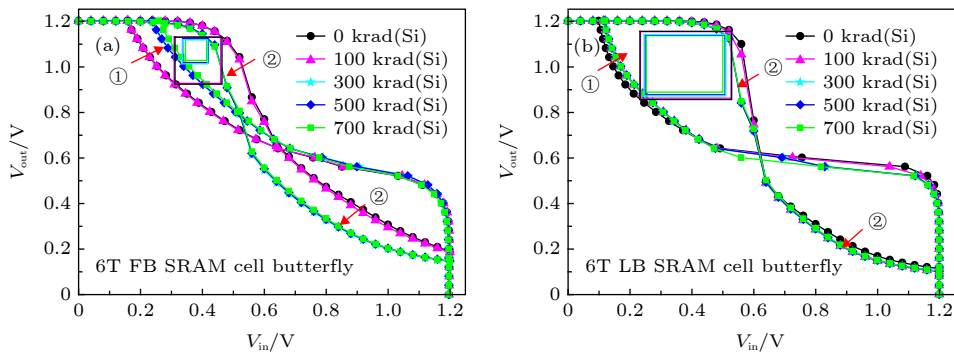 1.2
1.0
0.8
0.6
0.4
0.2
0
V_out/V
(a)
①
②
②
0 krad(Si)
100 krad(Si)
300 krad(Si)
500 krad(Si)
700 krad(Si)
6T FB SRAM cell butterfly
0 0.2 0.4 0.6 0.8 1.0 1.2
V_in/V
1.2
1.0
0.8
0.6
0.4
0.2
0
V_out/V
(b)
①
②
②
0 krad(Si)
100 krad(Si)
300 krad(Si)
500 krad(Si)
700 krad(Si)
6T LB SRAM cell butterfly
0 0.2 0.4 0.6 0.8 1.0 1.2
V_in/V